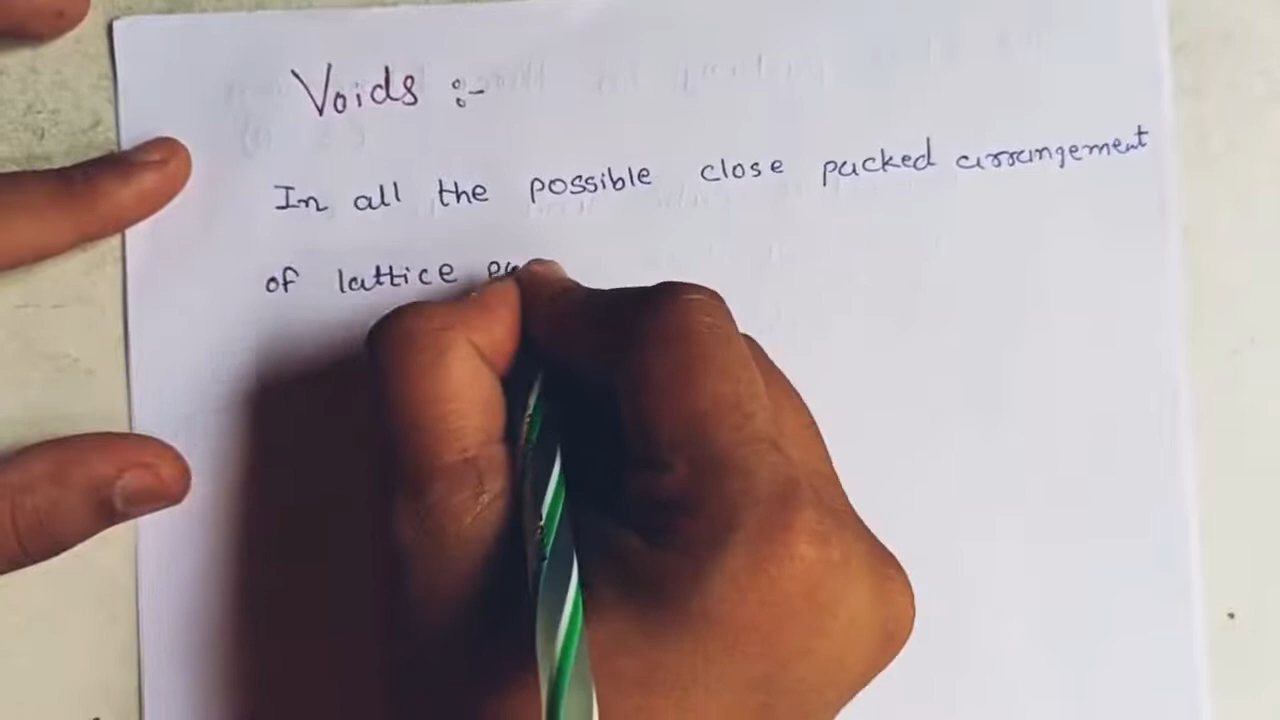 Voids :-
In all the possible close packed arrangement
of lattice